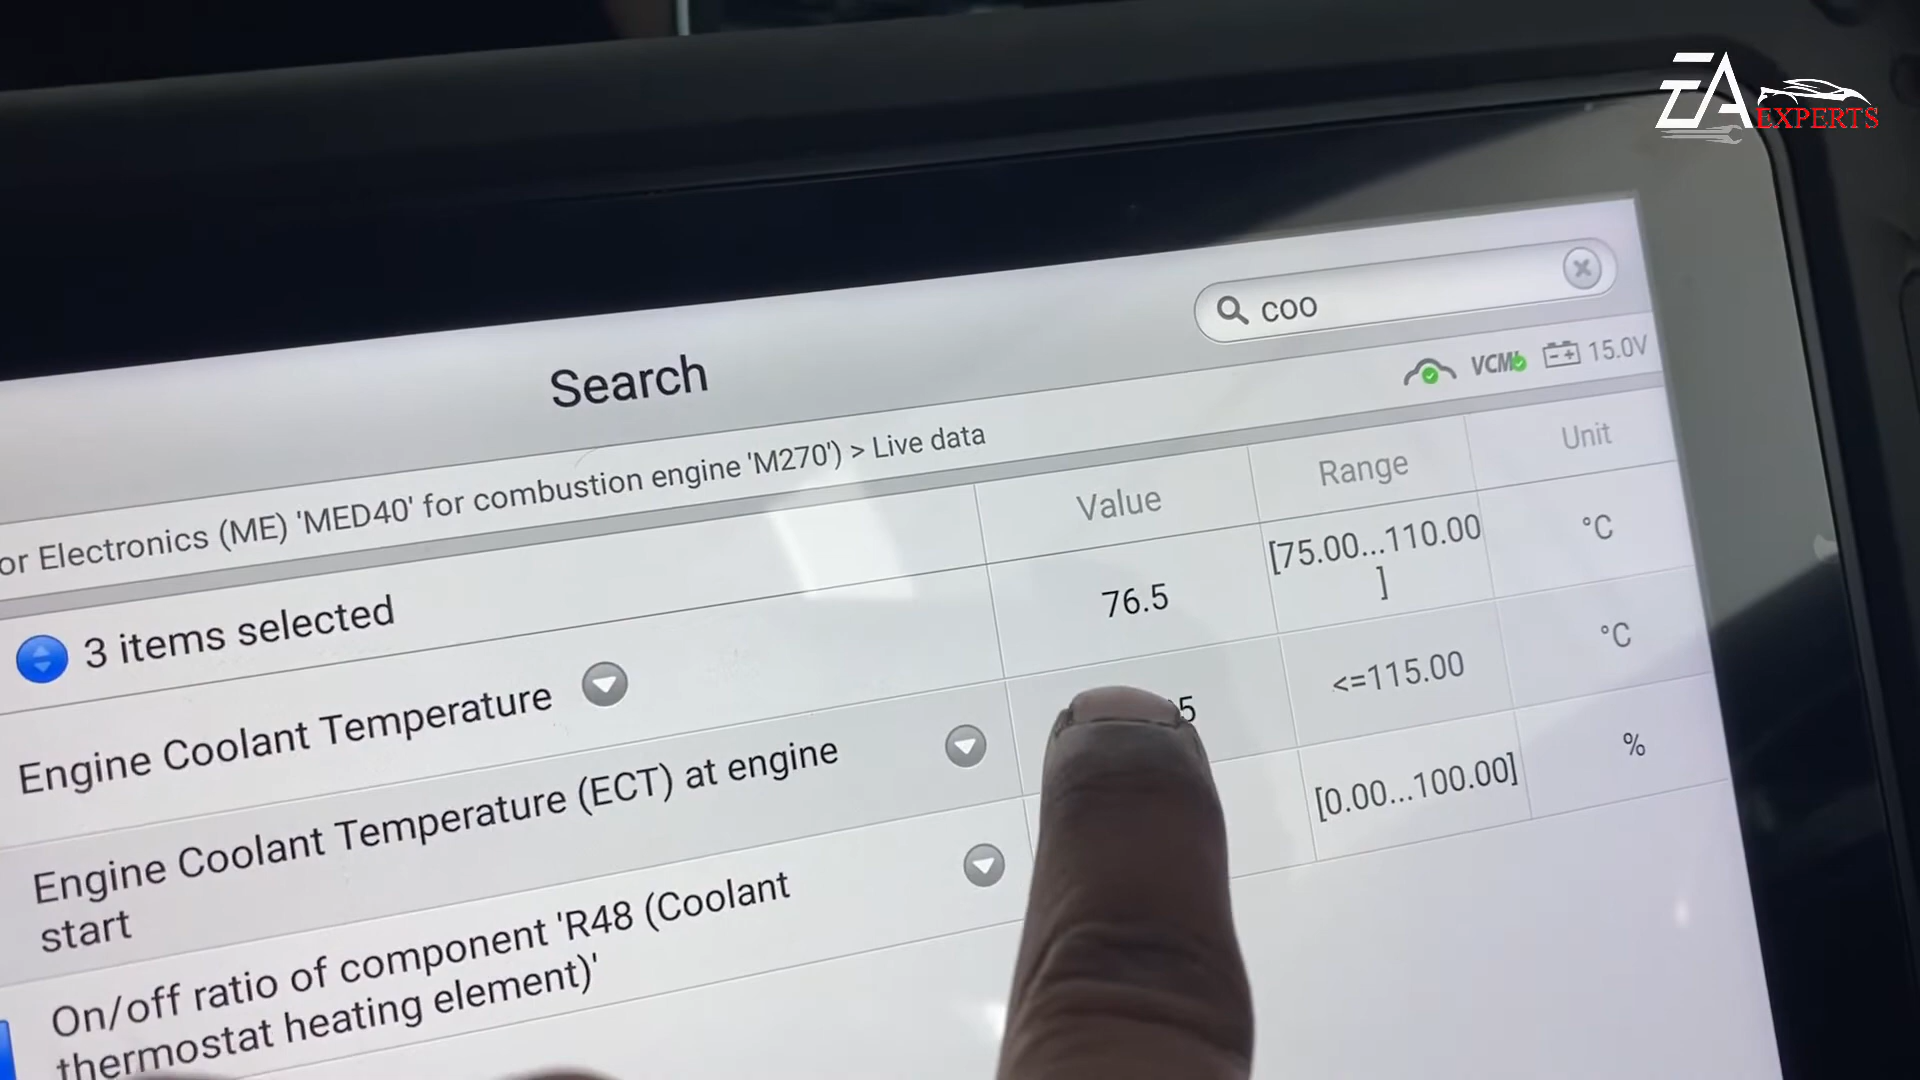 EA EXPERTS
coo
Search
VCMI 15.0V
or Electronics (ME) 'MED40' for combustion engine 'M270') > Live data
3 items selected Value Range Unit
Engine Coolant Temperature 76.5 [75.00...110.00 °C
]
Engine Coolant Temperature (ECT) at engine 5 <=115.00 °C
start
On/off ratio of component 'R48 (Coolant [0.00...100.00] %
thermostat heating element)'